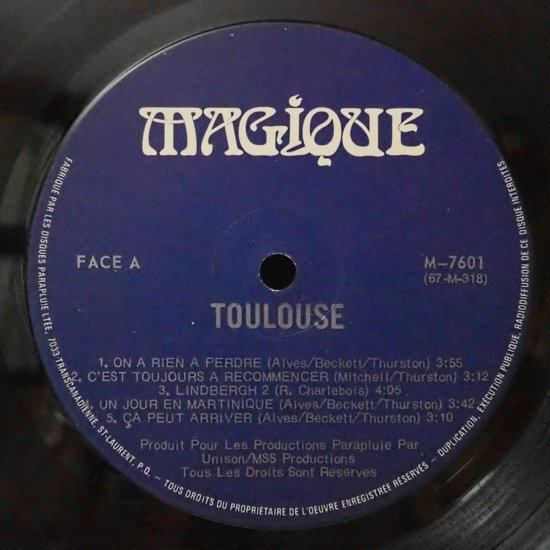 MAGiQUE
FACE A
M-7601
(67-M-318)
TOULOUSE
1. ON A RIEN A PERDRE (Alves/Beckett/Thurston) 3:55
2. C'EST TOUJOURS A RECOMMENCER (Mitchell/Thurston) 3:12
3. LINDBERGH 2 (R. Charlebois) 4:05
4. UN JOUR EN MARTINIQUE (Alves/Beckett/Thurston) 3:42
5. ÇA PEUT ARRIVER (Alves/Beckett/Thurston) 3:10
Produit Pour Les Productions Parapluie Par
Unison/MSS Productions
Tous Les Droits Sont Réservés
FABRIQUÉ PAR LES DISQUES PARAPLUIE LTÉE, 7033 TRANSCANADIENNE, ST-LAURENT, P.Q. – TOUS DROITS DU PROPRIÉTAIRE DE L'OEUVRE ENREGISTRÉE RÉSERVÉS – DUPLICATION, EXÉCUTION PUBLIQUE, RADIODIFFUSION DE CE DISQUE INTERDITES.